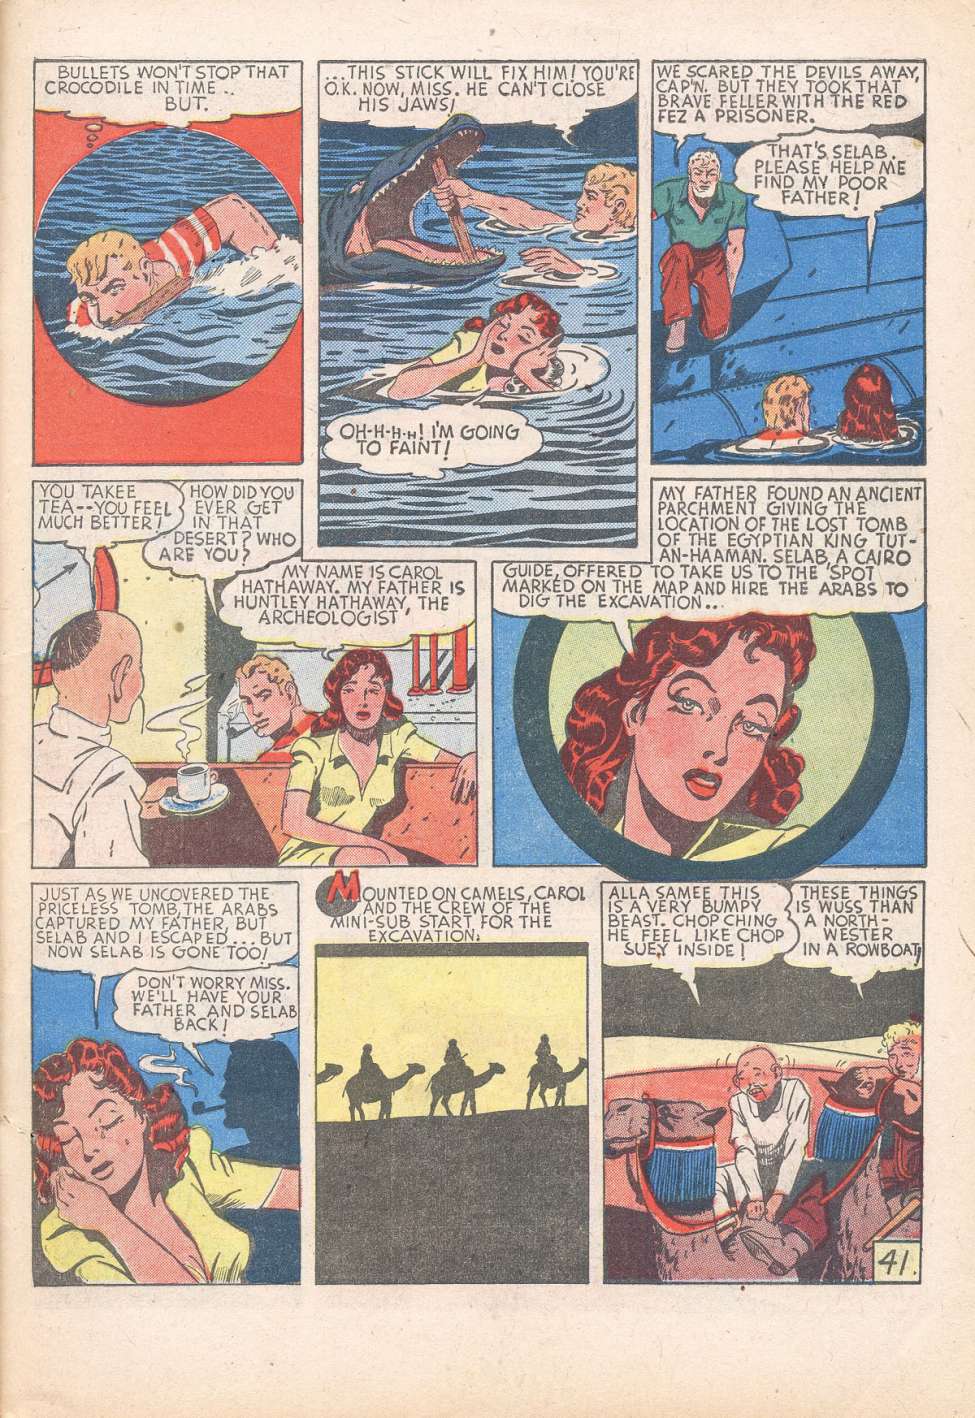 BULLETS WON'T STOP THAT
CROCODILE IN TIME..
BUT.
...THIS STICK WILL FIX HIM! YOU'RE
O.K. NOW, MISS. HE CAN'T CLOSE
HIS JAWS!
OH-H-H-H! I'M GOING
TO FAINT!
WE SCARED THE DEVILS AWAY,
CAP'N. BUT THEY TOOK THAT
BRAVE FELLER WITH THE RED
FEZ A PRISONER.
THAT'S, SELAB.
PLEASE HELP ME
FIND MY POOR
FATHER!
YOU TAKEE
TEA--YOU FEEL
MUCH BETTER!
HOW DID YOU
EVER GET
IN THAT
DESERT? WHO
ARE YOU?
MY NAME IS CAROL
HATHAWAY. MY FATHER IS
HUNTLEY HATHAWAY, THE
ARCHEOLOGIST
MY FATHER FOUND AN ANCIENT
PARCHMENT GIVING THE
LOCATION OF THE LOST TOMB
OF THE EGYPTIAN KING TUT-
AN-HAAMAN. SELAB, A CAIRO
GUIDE, OFFERED TO TAKE US TO THE SPOT
MARKED ON THE MAP AND HIRE THE ARABS TO
DIG THE EXCAVATION..
JUST AS WE UNCOVERED THE
PRICELESS TOMB, THE ARABS
CAPTURED MY FATHER, BUT
SELAB AND I ESCAPED... BUT
NOW SELAB IS GONE TOO!
DON'T WORRY MISS.
WE'LL HAVE YOUR
FATHER AND SELAB
BACK!
MOUNTED ON CAMELS, CAROL
AND THE CREW OF THE
MINI-SUB START FOR THE
EXCAVATION.
ALLA SAMEE THIS
IS A VERY BUMPY
BEAST. CHOP CHING
HE FEEL LIKE CHOP
SUEY INSIDE!
THESE THINGS
IS WUSS THAN
A NORTH-
WESTER
IN A ROWBOAT!
41.